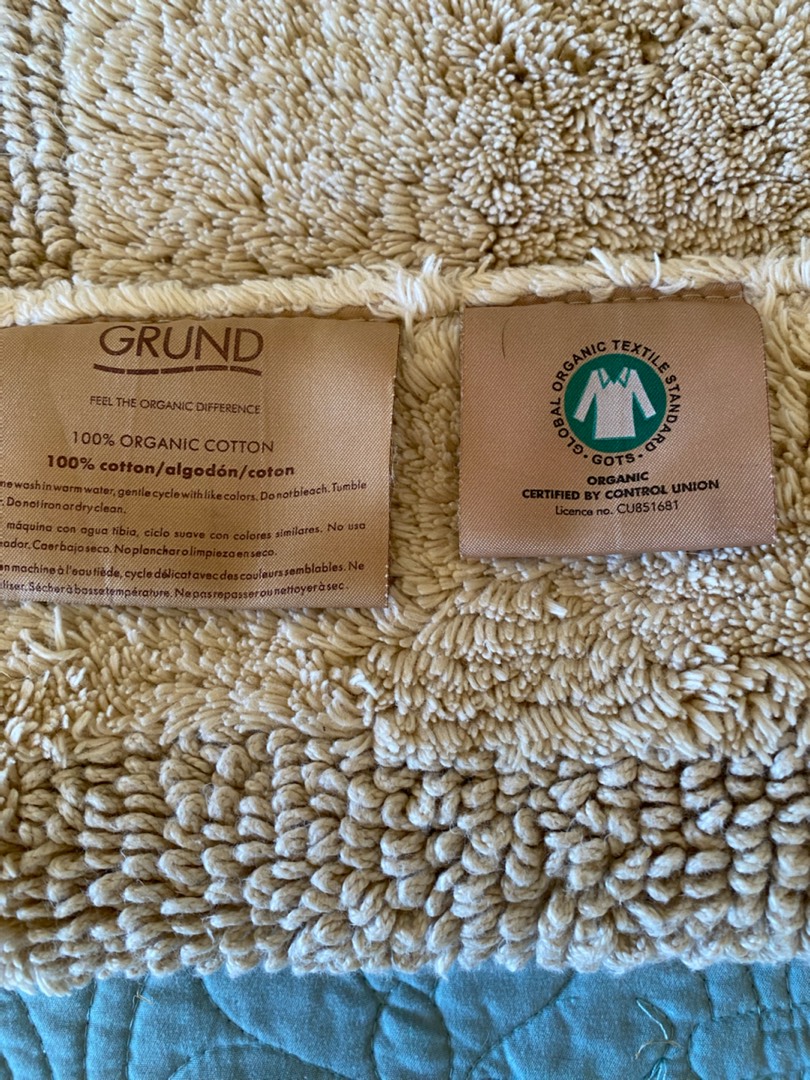 GRUND
FEEL THE ORGANIC DIFFERENCE
100% ORGANIC COTTON
100% cotton/algodón/coton
wash in warm water, gentle cycle with like colors. Do not bleach. Tumble
Do not iron or dry clean.
máquina con agua tibia, ciclo suave con colores similares. No usa
Caer bajo seco. No planchar o limpieza en seco.
en machine à l'eau tiède, cycle délicat avec des couleurs semblables. Ne
Sécher à basse température. Ne pas repasser ou nettoyer à sec.
GLOBAL ORGANIC TEXTILE STANDARD
· GOTS ·
ORGANIC
CERTIFIED BY CONTROL UNION
Licence no. CU851681